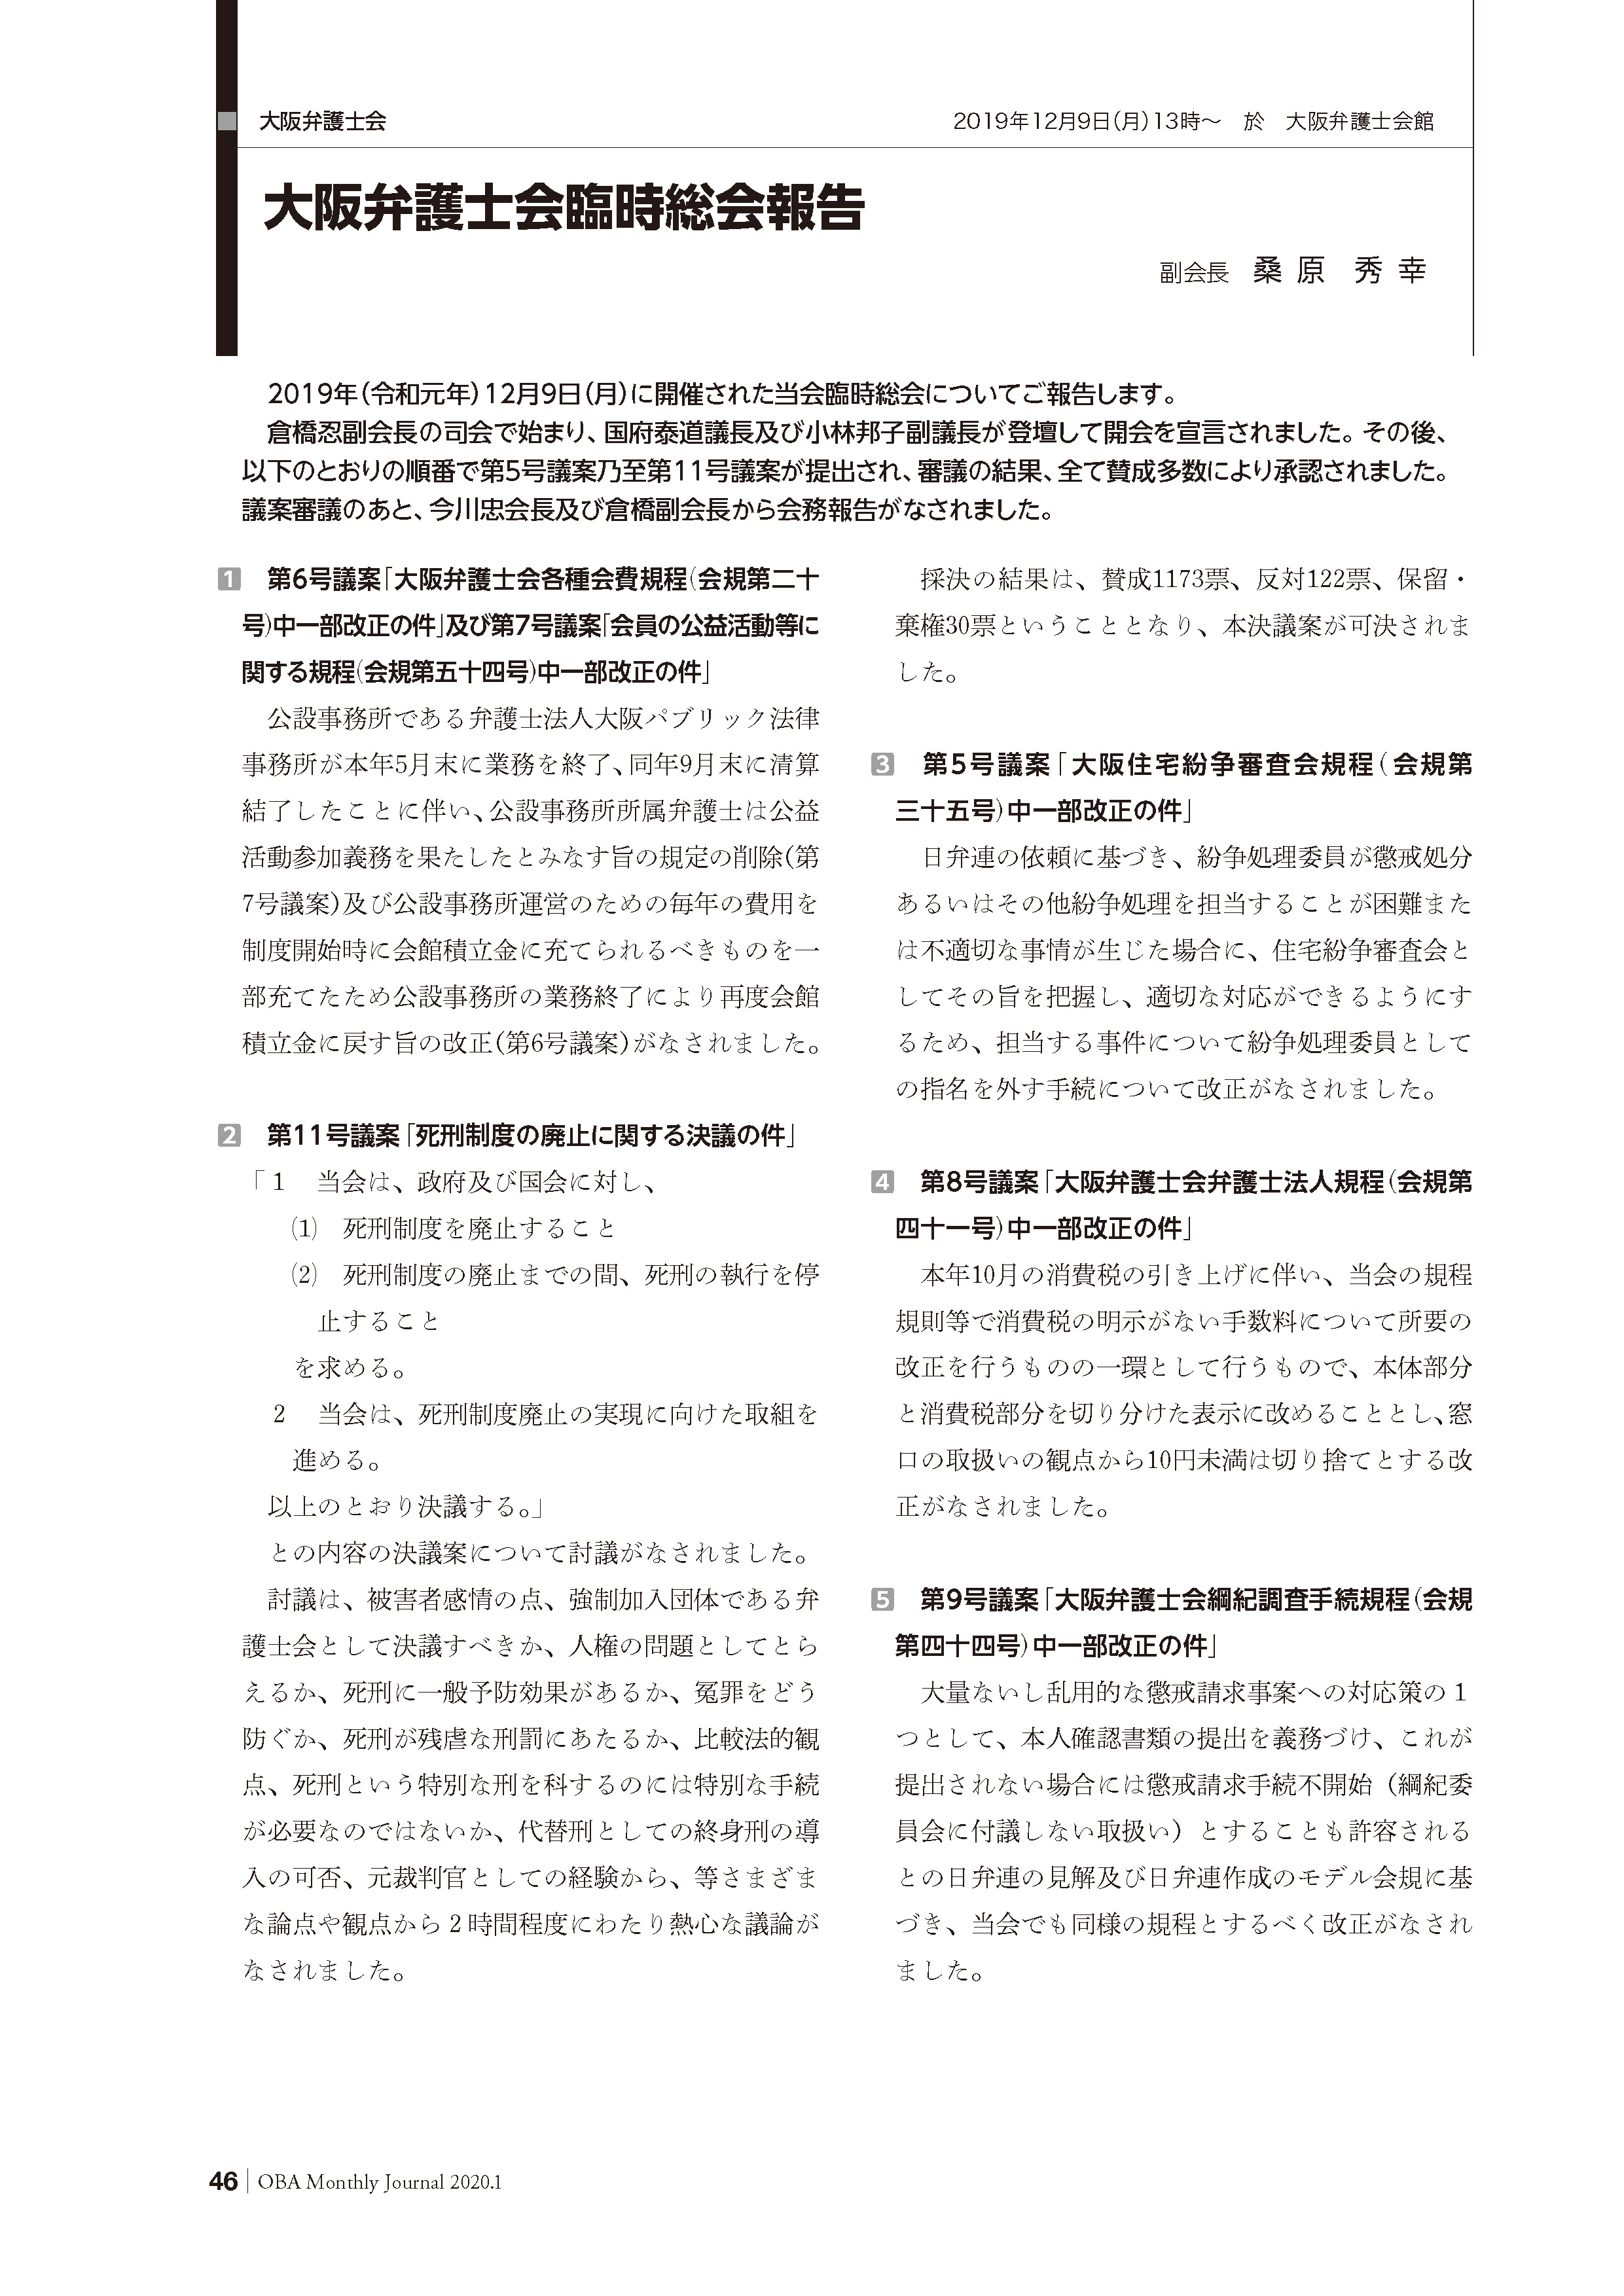 大阪弁護士会
2019年12月9日(月)13時～　於　大阪弁護士会館
大阪弁護士会臨時総会報告
副会長　桑原　秀幸
2019年(令和元年)12月9日(月)に開催された当会臨時総会についてご報告します。
倉橋忍副会長の司会で始まり、国府泰道議長及び小林邦子副議長が登壇して開会を宣言されました。その後、
以下のとおりの順番で第5号議案乃至第11号議案が提出され、審議の結果、全て賛成多数により承認されました。
議案審議のあと、今川忠会長及び倉橋副会長から会務報告がなされました。
1　第6号議案「大阪弁護士会各種会費規程(会規第二十
号)中一部改正の件」及び第7号議案「会員の公益活動等に
関する規程(会規第五十四号)中一部改正の件」
公設事務所である弁護士法人大阪パブリック法律
事務所が本年5月末に業務を終了、同年9月末に清算
結了したことに伴い、公設事務所所属弁護士は公益
活動参加義務を果たしたとみなす旨の規定の削除(第
7号議案)及び公設事務所運営のための毎年の費用を
制度開始時に会館積立金に充てられるべきものを一
部充てたため公設事務所の業務終了により再度会館
積立金に戻す旨の改正(第6号議案)がなされました。
2　第11号議案「死刑制度の廃止に関する決議の件」
「１　当会は、政府及び国会に対し、
⑴　死刑制度を廃止すること
⑵　死刑制度の廃止までの間、死刑の執行を停
止すること
を求める。
２　当会は、死刑制度廃止の実現に向けた取組を
進める。
以上のとおり決議する。」
との内容の決議案について討議がなされました。
討議は、被害者感情の点、強制加入団体である弁
護士会として決議すべきか、人権の問題としてとら
えるか、死刑に一般予防効果があるか、冤罪をどう
防ぐか、死刑が残虐な刑罰にあたるか、比較法的観
点、死刑という特別な刑を科するのには特別な手続
が必要なのではないか、代替刑としての終身刑の導
入の可否、元裁判官としての経験から、等さまざま
な論点や観点から２時間程度にわたり熱心な議論が
なされました。
採決の結果は、賛成1173票、反対122票、保留・
棄権30票ということとなり、本決議案が可決されま
した。
3　第5号議案「大阪住宅紛争審査会規程(会規第
三十五号)中一部改正の件」
日弁連の依頼に基づき、紛争処理委員が懲戒処分
あるいはその他紛争処理を担当することが困難また
は不適切な事情が生じた場合に、住宅紛争審査会と
してその旨を把握し、適切な対応ができるようにす
るため、担当する事件について紛争処理委員として
の指名を外す手続について改正がなされました。
4　第8号議案「大阪弁護士会弁護士法人規程(会規第
四十一号)中一部改正の件」
本年10月の消費税の引き上げに伴い、当会の規程
規則等で消費税の明示がない手数料について所要の
改正を行うものの一環として行うもので、本体部分
と消費税部分を切り分けた表示に改めることとし、窓
口の取扱いの観点から10円未満は切り捨てとする改
正がなされました。
5　第9号議案「大阪弁護士会綱紀調査手続規程(会規
第四十四号)中一部改正の件」
大量ないし乱用的な懲戒請求事案への対応策の１
つとして、本人確認書類の提出を義務づけ、これが
提出されない場合には懲戒請求手続不開始（綱紀委
員会に付議しない取扱い）とすることも許容される
との日弁連の見解及び日弁連作成のモデル会規に基
づき、当会でも同様の規程とするべく改正がなされ
ました。
46 OBA Monthly Journal 2020.1